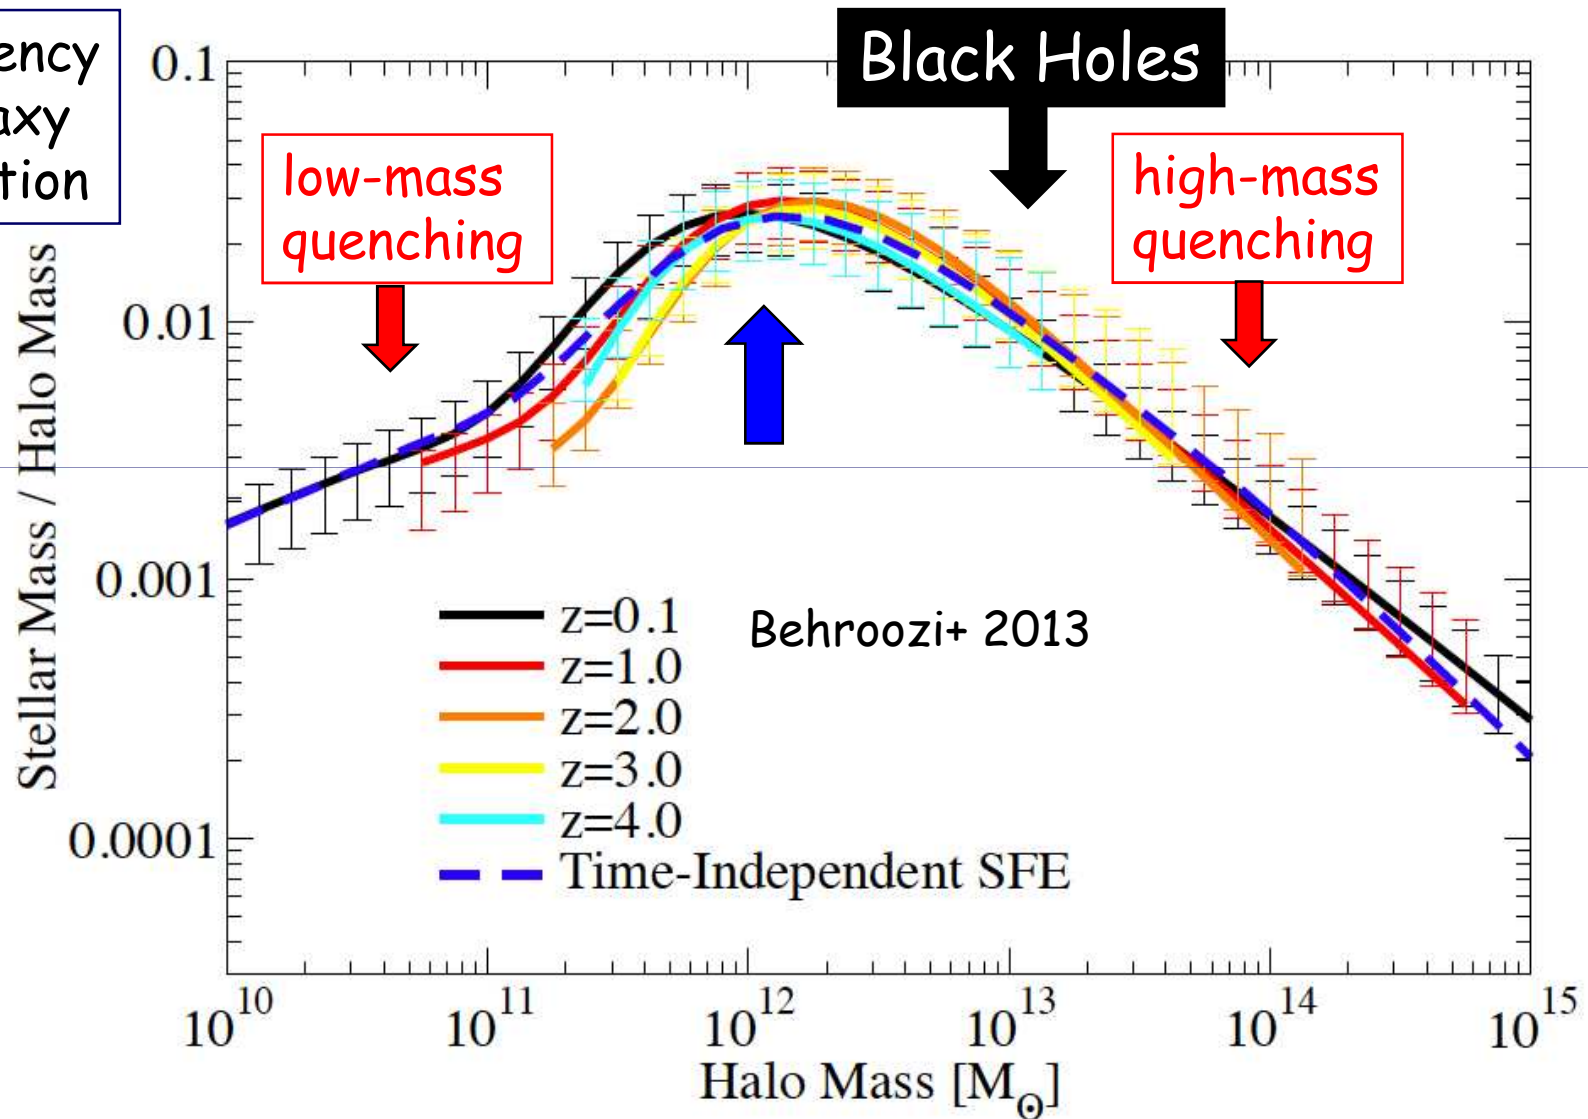 ency
axy
tion
Black Holes
low-mass
quenching
high-mass
quenching
0.1
0.01
0.001
0.0001
Stellar Mass / Halo Mass
z=0.1
z=1.0
z=2.0
z=3.0
z=4.0
Time-Independent SFE
Behroozi+ 2013
10^10 10^11 10^12 10^13 10^14 10^15
Halo Mass [M⊙]